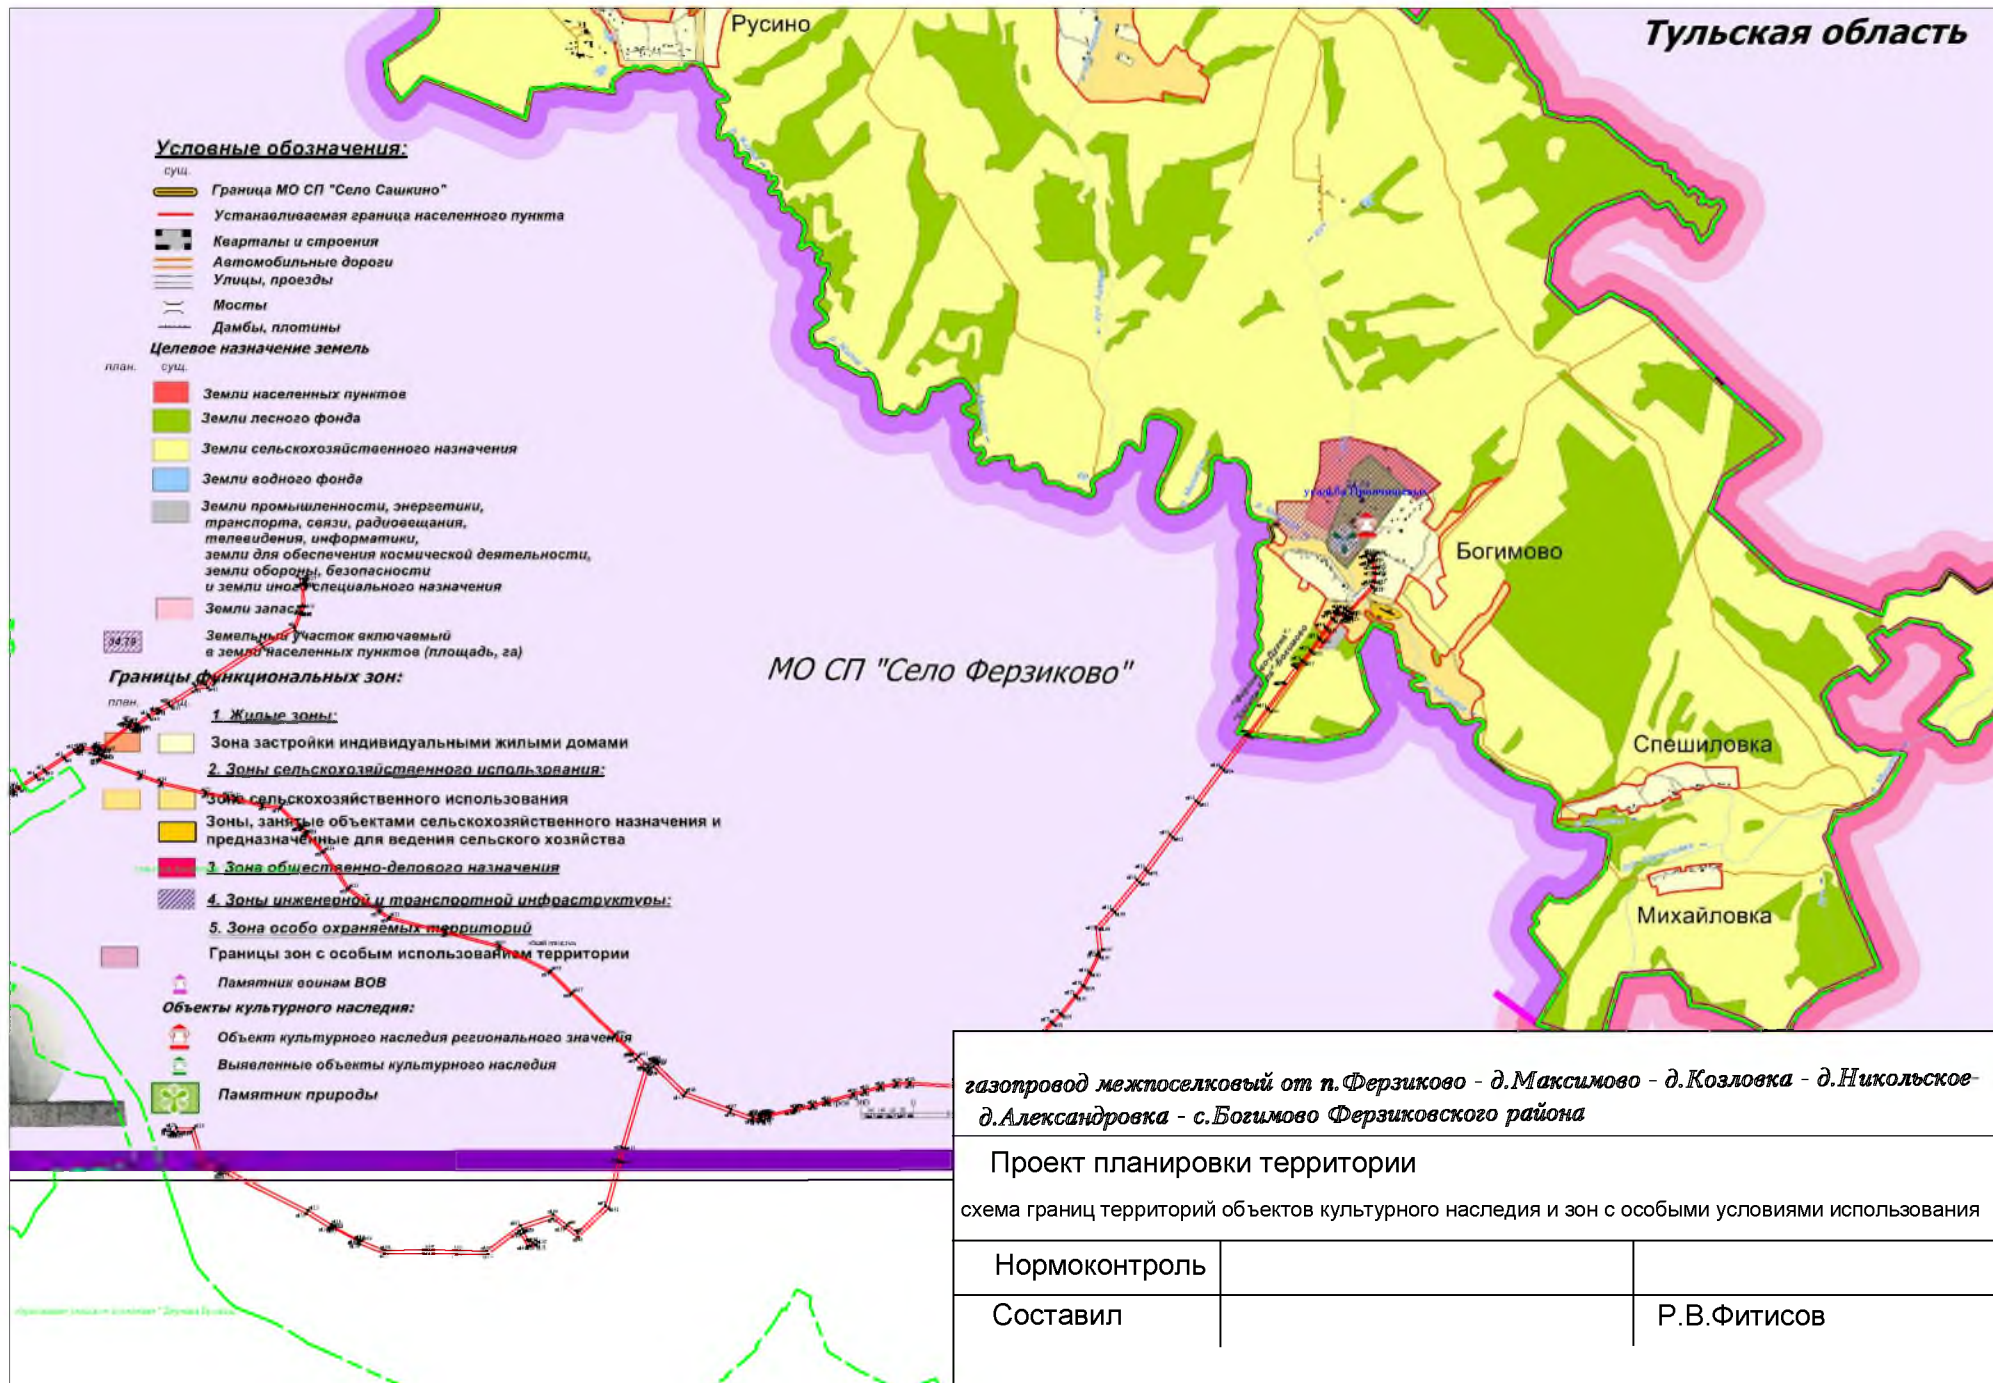 Русино
Тульская область
Условные обозначения:
сущ.
Граница МО СП "Село Сашкино"
Устанавливаемая граница населенного пункта
Кварталы и строения
Автомобильные дороги
Улицы, проезды
Мосты
Дамбы, плотины
Целевое назначение земель
план. сущ.
Земли населенных пунктов
Земли лесного фонда
Земли сельскохозяйственного назначения
Земли водного фонда
Земли промышленности, энергетики,
транспорта, связи, радиовещания,
телевидения, информатики,
земли для обеспечения космической деятельности,
земли обороны, безопасности
и земли иного специального назначения
Земли запаса
34.79
Земельный участок включаемый
в земли населенных пунктов (площадь, га)
Границы функциональных зон:
план. сущ.
1. Жилые зоны:
Зона застройки индивидуальными жилыми домами
2. Зоны сельскохозяйственного использования:
Зона сельскохозяйственного использования
Зоны, занятые объектами сельскохозяйственного назначения и
предназначенные для ведения сельского хозяйства
3. Зона общественно-делового назначения
4. Зоны инженерной и транспортной инфраструктуры:
5. Зона особо охраняемых территорий
Границы зон с особым использованием территории
Памятник воинам ВОВ
Объекты культурного наследия:
Объект культурного наследия регионального значения
Выявленные объекты культурного наследия
Памятник природы
МО СП "Село Ферзиково"
усадьба Прончищевых
Богимово
Спешиловка
Михайловка
газопровод межпоселковый от п.Ферзиково - д.Максимово - д.Козловка - д.Никольское-
д.Александровка - с.Богимово Ферзиковского района
Проект планировки территории
схема границ территорий объектов культурного наследия и зон с особыми условиями использования
Нормоконтроль
Составил Р.В.Фитисов